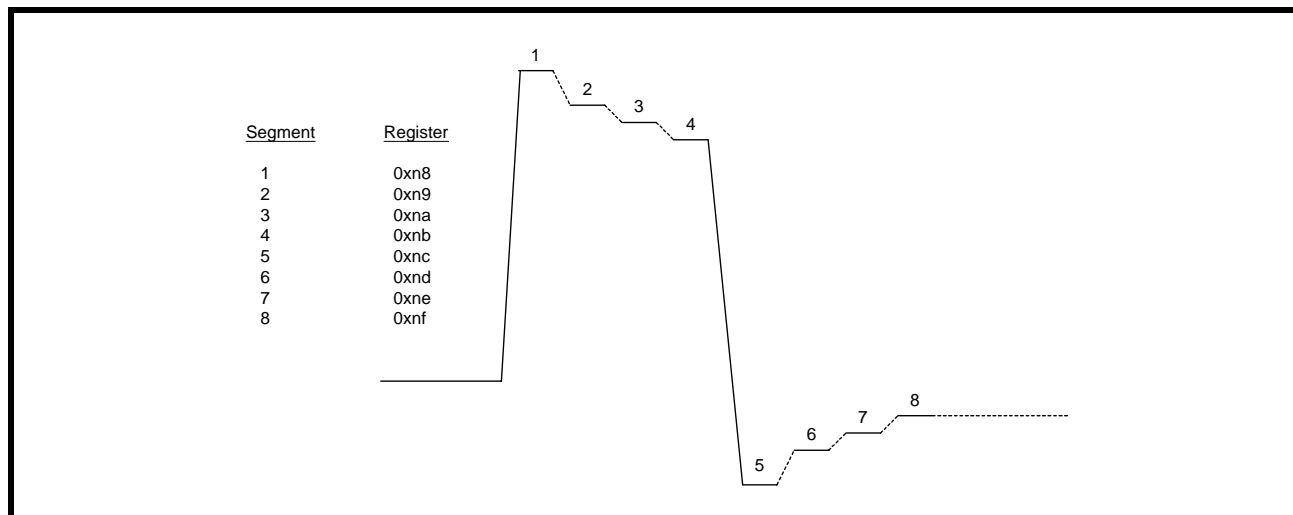 Segment Register
1 0xn8
2 0xn9
3 0xna
4 0xnb
5 0xnc
6 0xnd
7 0xne
8 0xnf
1
2
3
4
5
6
7
8